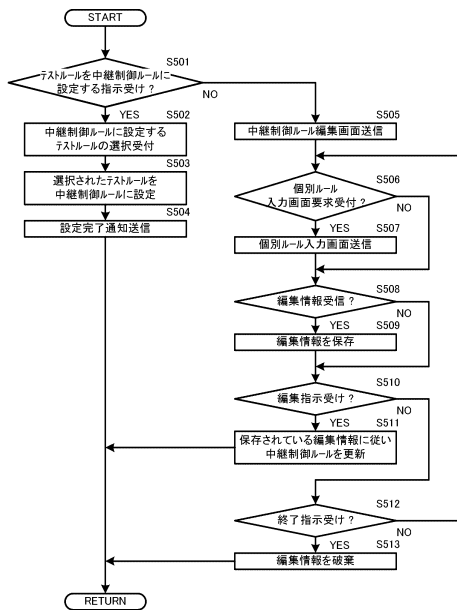 START
S501
テストルールを中継制御ルールに
設定する指示受け？
NO
YES
S502
中継制御ルールに設定する
テストルールの選択受付
S503
選択されたテストルールを
中継制御ルールに設定
S504
設定完了通知送信
S505
中継制御ルール編集画面送信
S506
個別ルール
入力画面要求受付？
NO
YES
S507
個別ルール入力画面送信
S508
編集情報受信？
NO
YES
S509
編集情報を保存
S510
編集指示受け？
NO
YES
S511
保存されている編集情報に従い
中継制御ルールを更新
S512
終了指示受け？
NO
YES
S513
編集情報を破棄
RETURN